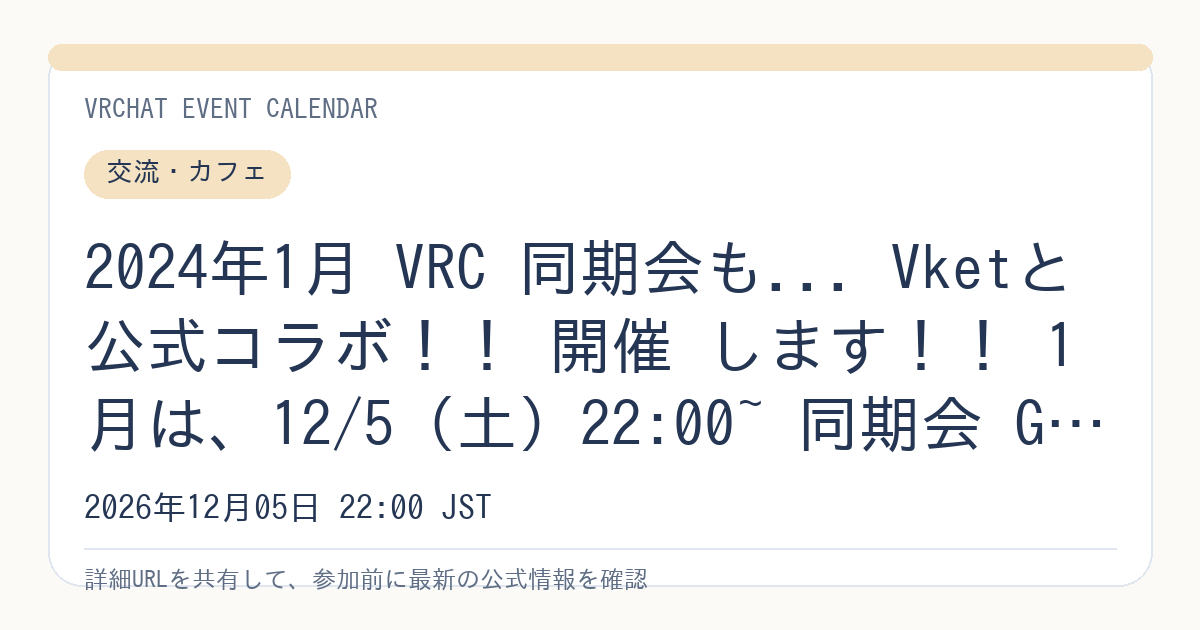 VRCHAT EVENT CALENDAR
交流・カフェ
2024年1月 VRC 同期会も... Vketと
公式コラボ！！ 開催 します！！ 1
月は、12/5（土）22:00~ 同期会 G…
2026年12月05日 22:00 JST
詳細URLを共有して、参加前に最新の公式情報を確認